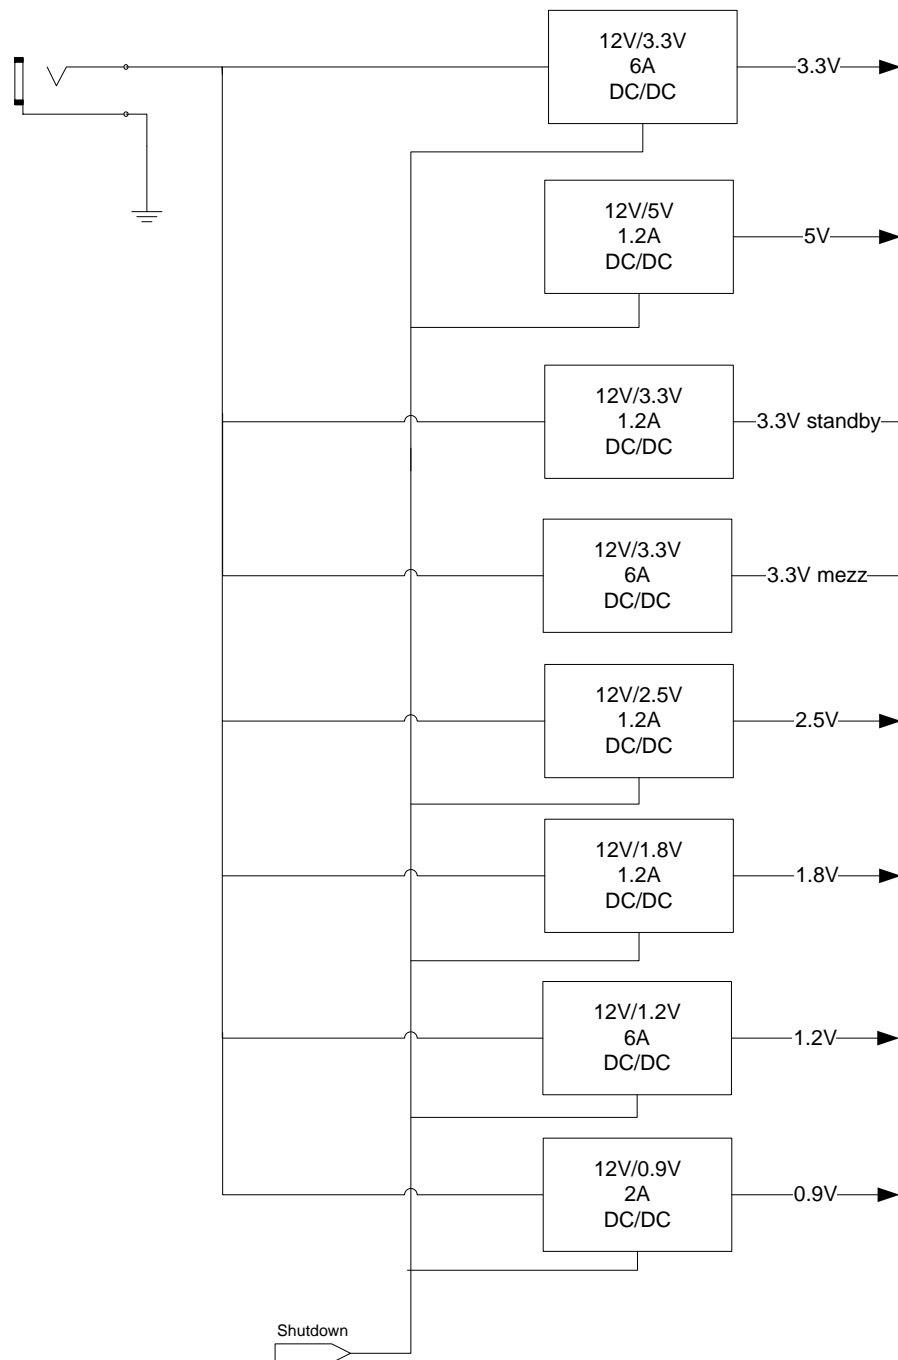 12V/3.3V
6A
DC/DC
3.3V
12V/5V
1.2A
DC/DC
5V
12V/3.3V
1.2A
DC/DC
3.3V standby
12V/3.3V
6A
DC/DC
3.3V mezz
12V/2.5V
1.2A
DC/DC
2.5V
12V/1.8V
1.2A
DC/DC
1.8V
12V/1.2V
6A
DC/DC
1.2V
12V/0.9V
2A
DC/DC
0.9V
Shutdown